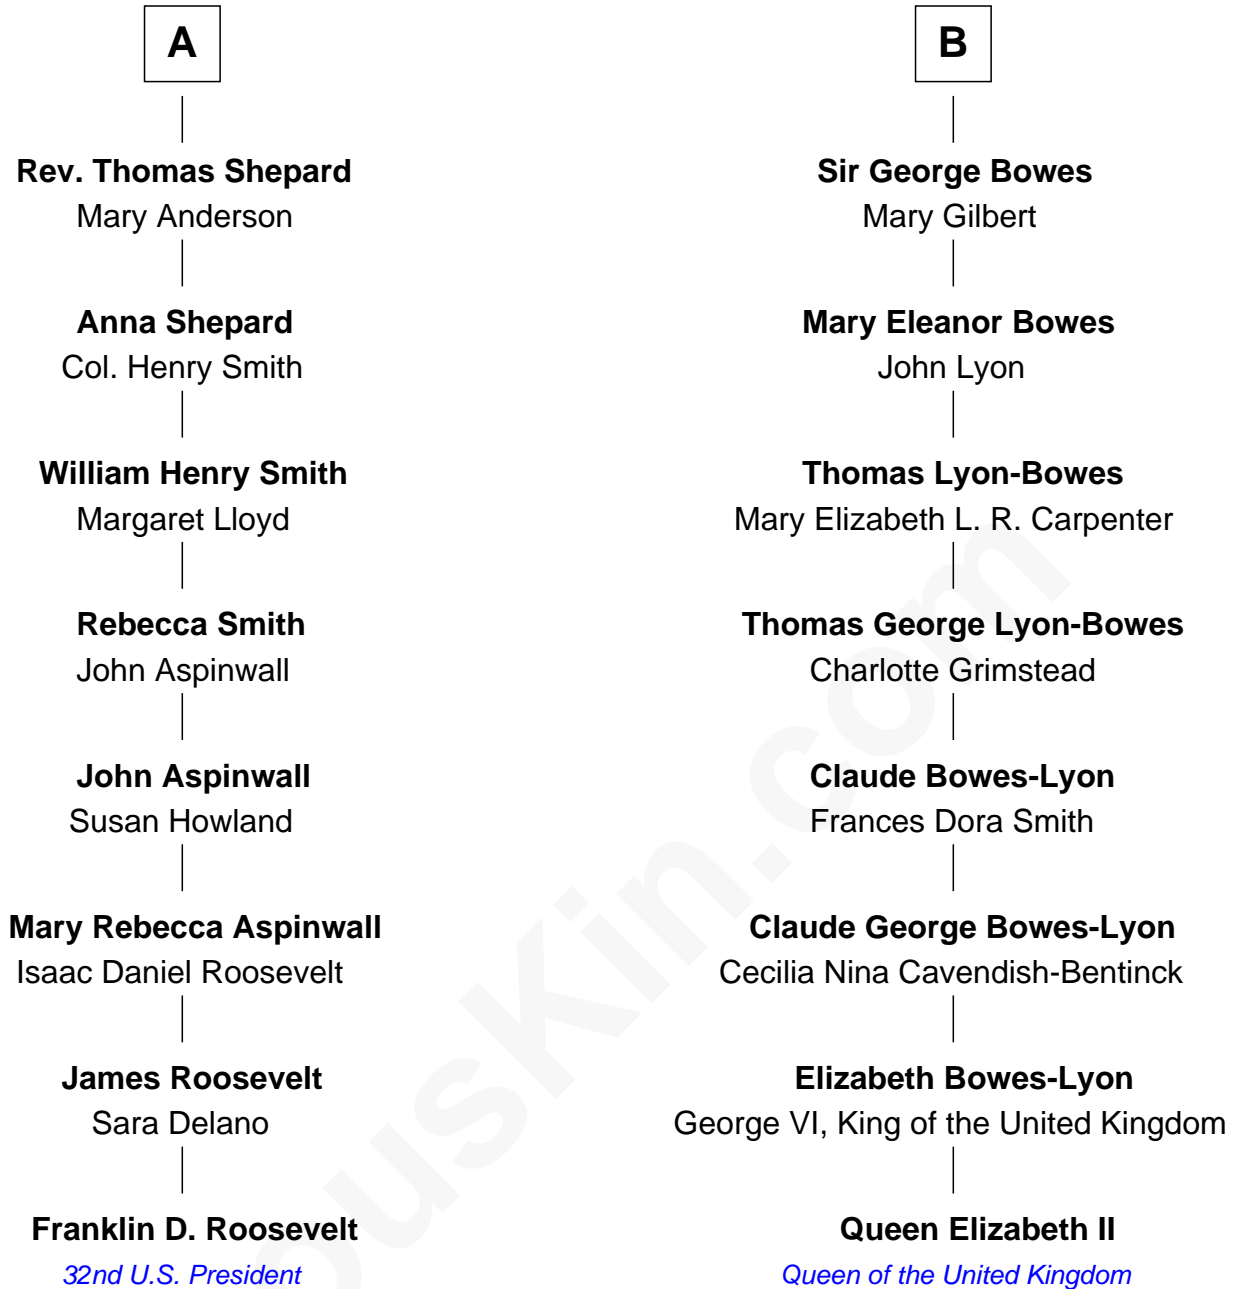 A
Rev. Thomas Shepard
Mary Anderson
Anna Shepard
Col. Henry Smith
William Henry Smith
Margaret Lloyd
Rebecca Smith
John Aspinwall
John Aspinwall
Susan Howland
Mary Rebecca Aspinwall
Isaac Daniel Roosevelt
James Roosevelt
Sara Delano
Franklin D. Roosevelt
32nd U.S. President
B
Sir George Bowes
Mary Gilbert
Mary Eleanor Bowes
John Lyon
Thomas Lyon-Bowes
Mary Elizabeth L. R. Carpenter
Thomas George Lyon-Bowes
Charlotte Grimstead
Claude Bowes-Lyon
Frances Dora Smith
Claude George Bowes-Lyon
Cecilia Nina Cavendish-Bentinck
Elizabeth Bowes-Lyon
George VI, King of the United Kingdom
Queen Elizabeth II
Queen of the United Kingdom
ousKin.com